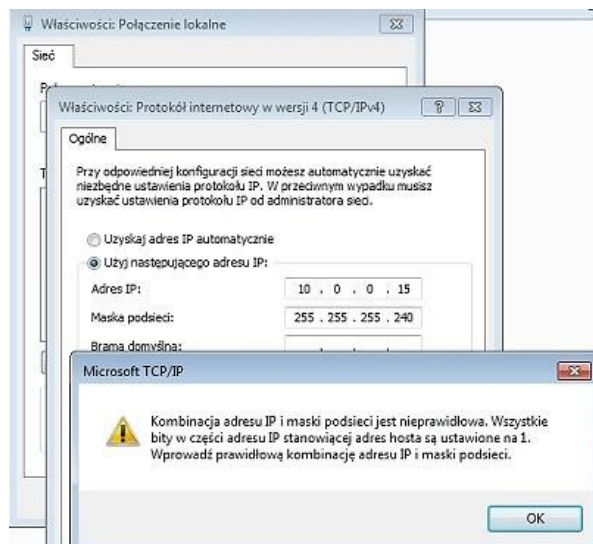 Właściwości: Połączenie lokalne
Sieć
Właściwości: Protokół internetowy w wersji 4 (TCP/IPv4)
Ogólne
Przy odpowiedniej konfiguracji sieci możesz automatycznie uzyskać
niezbędne ustawienia protokołu IP. W przeciwnym wypadku musisz
uzyskać ustawienia protokołu IP od administratora sieci.
Uzyskaj adres IP automatycznie
Użyj następującego adresu IP:
Adres IP: 10 . 0 . 0 . 15
Maska podsieci: 255 . 255 . 255 . 240
Brama domyślna:
Microsoft TCP/IP
Kombinacja adresu IP i maski podsieci jest nieprawidłowa. Wszystkie
bity w części adresu IP stanowiącej adres hosta są ustawione na 1.
Wprowadź prawidłową kombinację adresu IP i maski podsieci.
OK